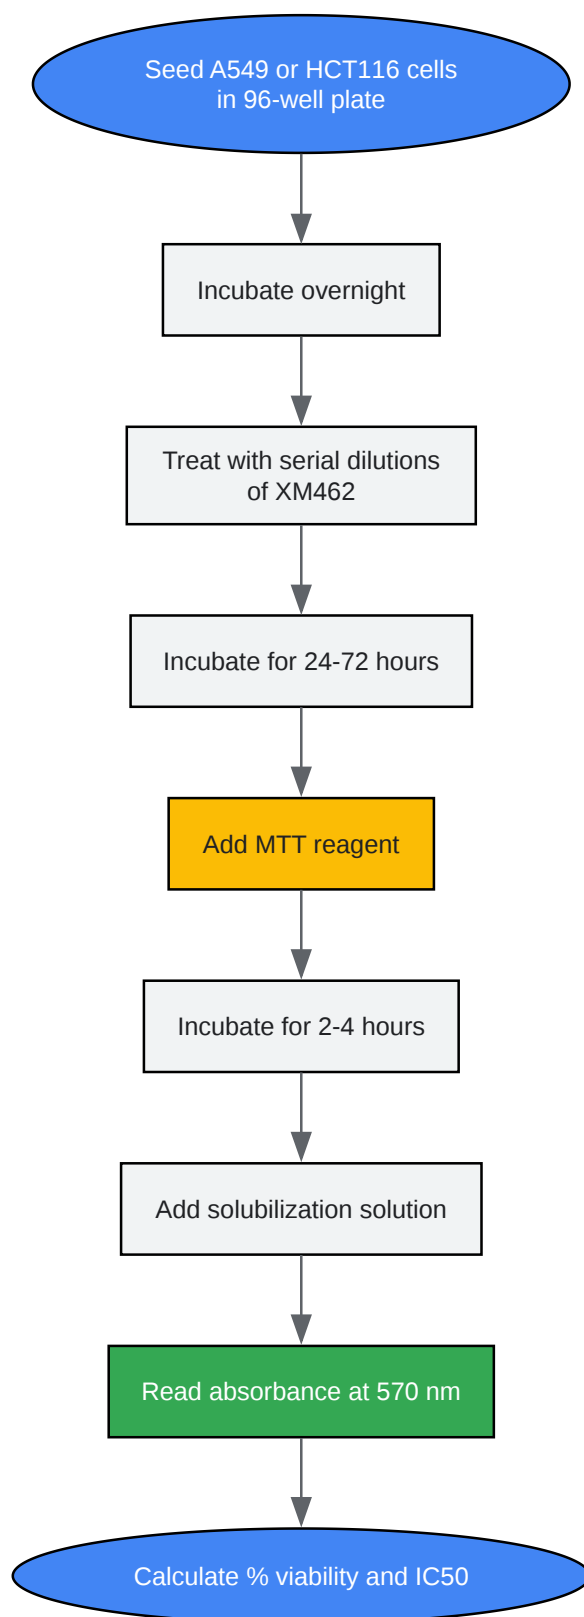 Seed A549 or HCT116 cells
in 96-well plate
Incubate overnight
Treat with serial dilutions
of XM462
Incubate for 24-72 hours
Add MTT reagent
Incubate for 2-4 hours
Add solubilization solution
Read absorbance at 570 nm
Calculate % viability and IC50